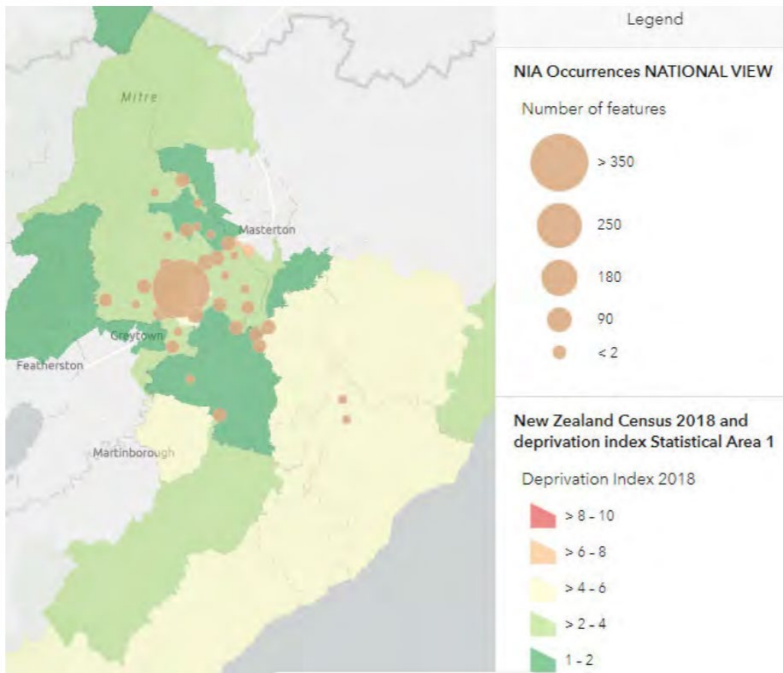 Legend
NIA Occurrences NATIONAL VIEW
Number of features
> 350
250
180
90
< 2
New Zealand Census 2018 and
deprivation index Statistical Area 1
Deprivation Index 2018
> 8 - 10
> 6 - 8
> 4 - 6
> 2 - 4
1 - 2
Mitre
Masterton
Greytown
Featherston
Martinborough